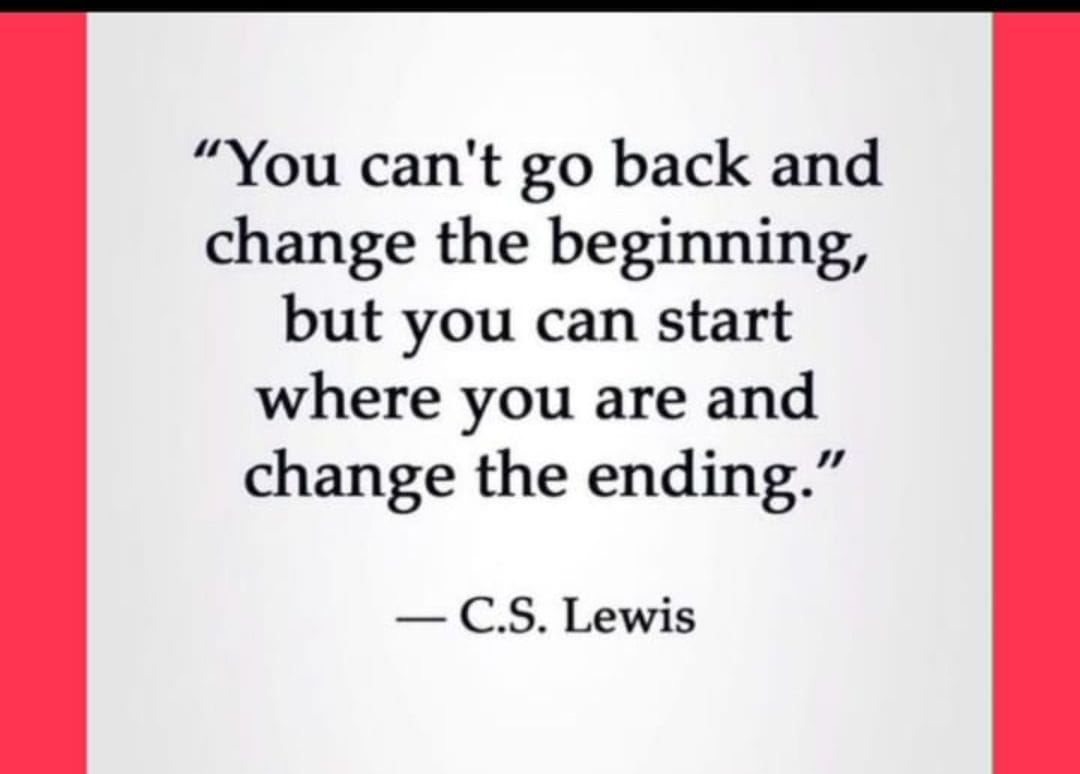 “You can't go back and
change the beginning,
but you can start
where you are and
change the ending.”
— C.S. Lewis